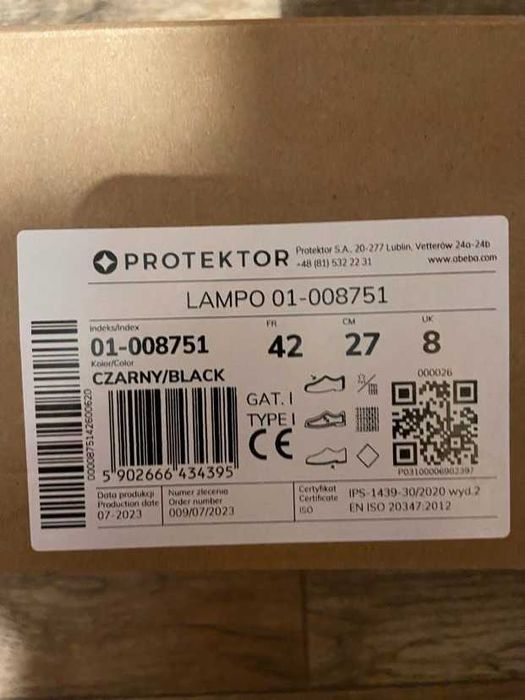 PROTEKTOR
Protektor S.A., 20-277 Lublin, Vetterów 24a-24b
+48 (81) 532 22 31 www.abeba.com
LAMPO 01-008751
Indeks/Index FR CM UK
01-008751 42 27 8
Kolor/Color
CZARNY/BLACK
000026
GAT. I
TYPE I
CE
0000875142600620
5 902666 434395
P03100006902397
Data produkcji
Production date
07-2023
Numer zlecenia
Order number
009/07/2023
Certyfikat
Certificate
ISO
IPS-1439-30/2020 wyd.2
EN ISO 20347:2012